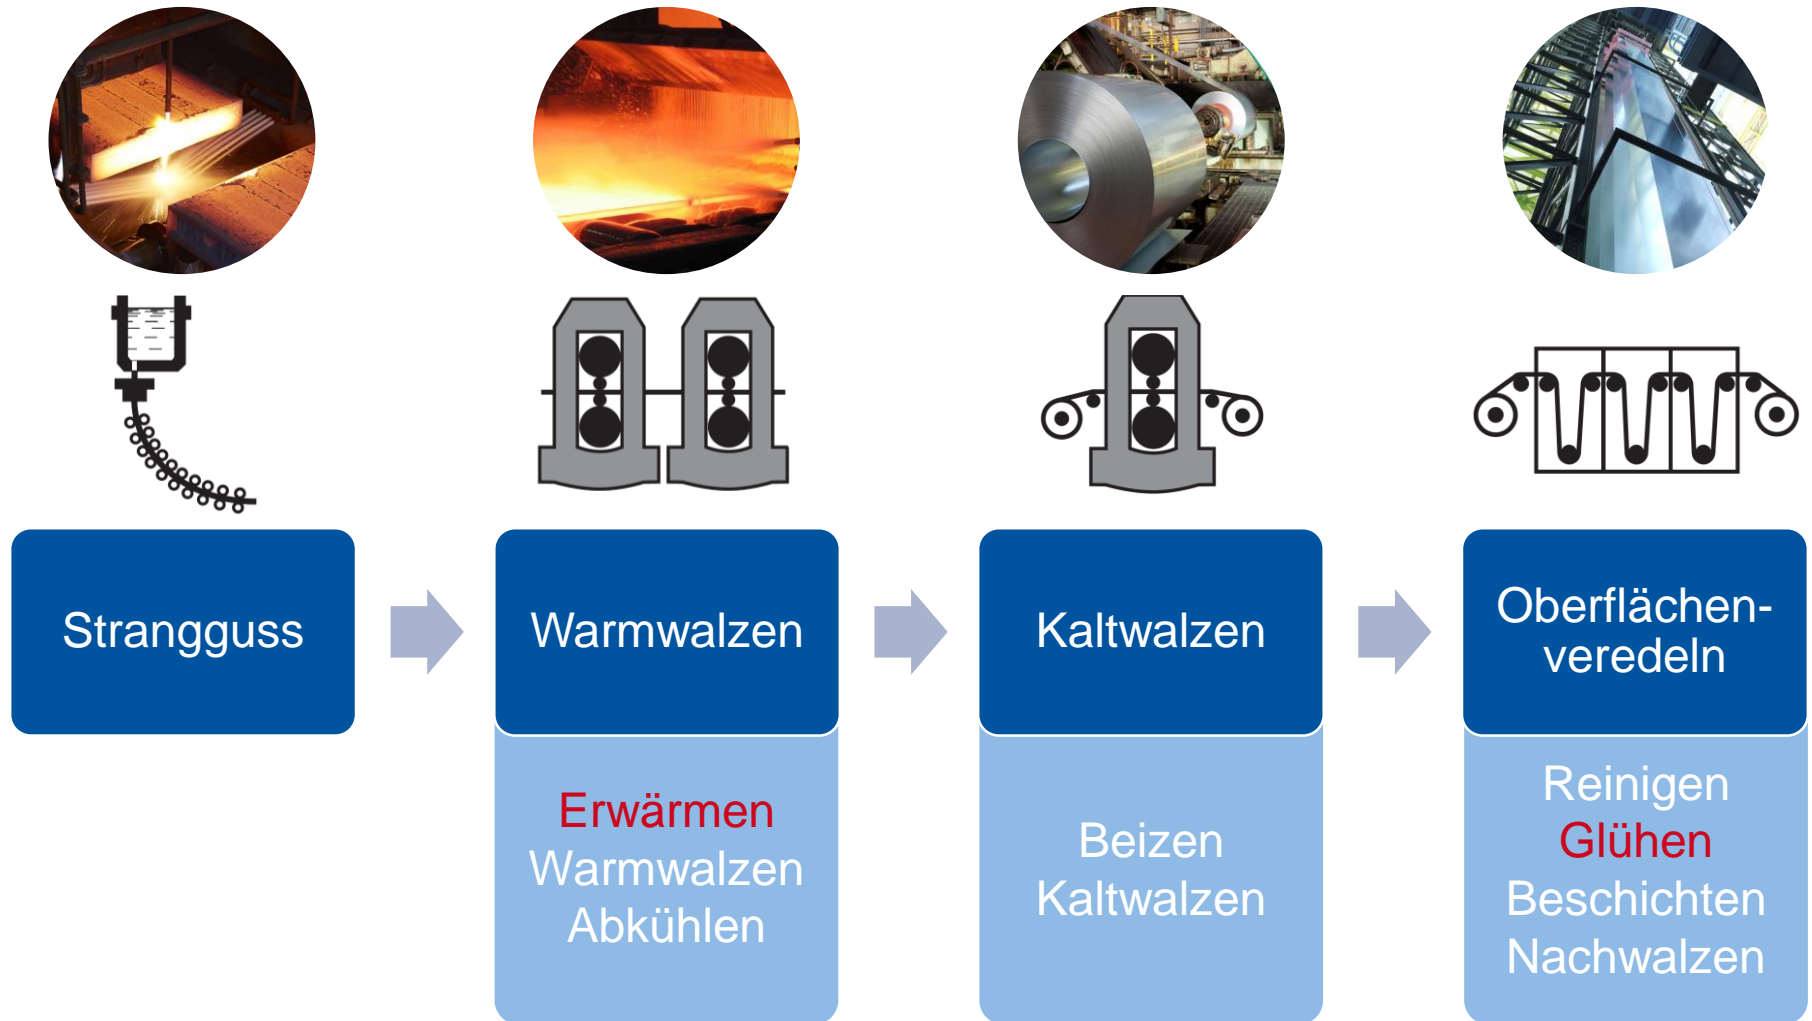 Strangguss
Warmwalzen
Kaltwalzen
Oberflächen-
veredeln
Erwärmen
Warmwalzen
Abkühlen
Beizen
Kaltwalzen
Reinigen
Glühen
Beschichten
Nachwalzen